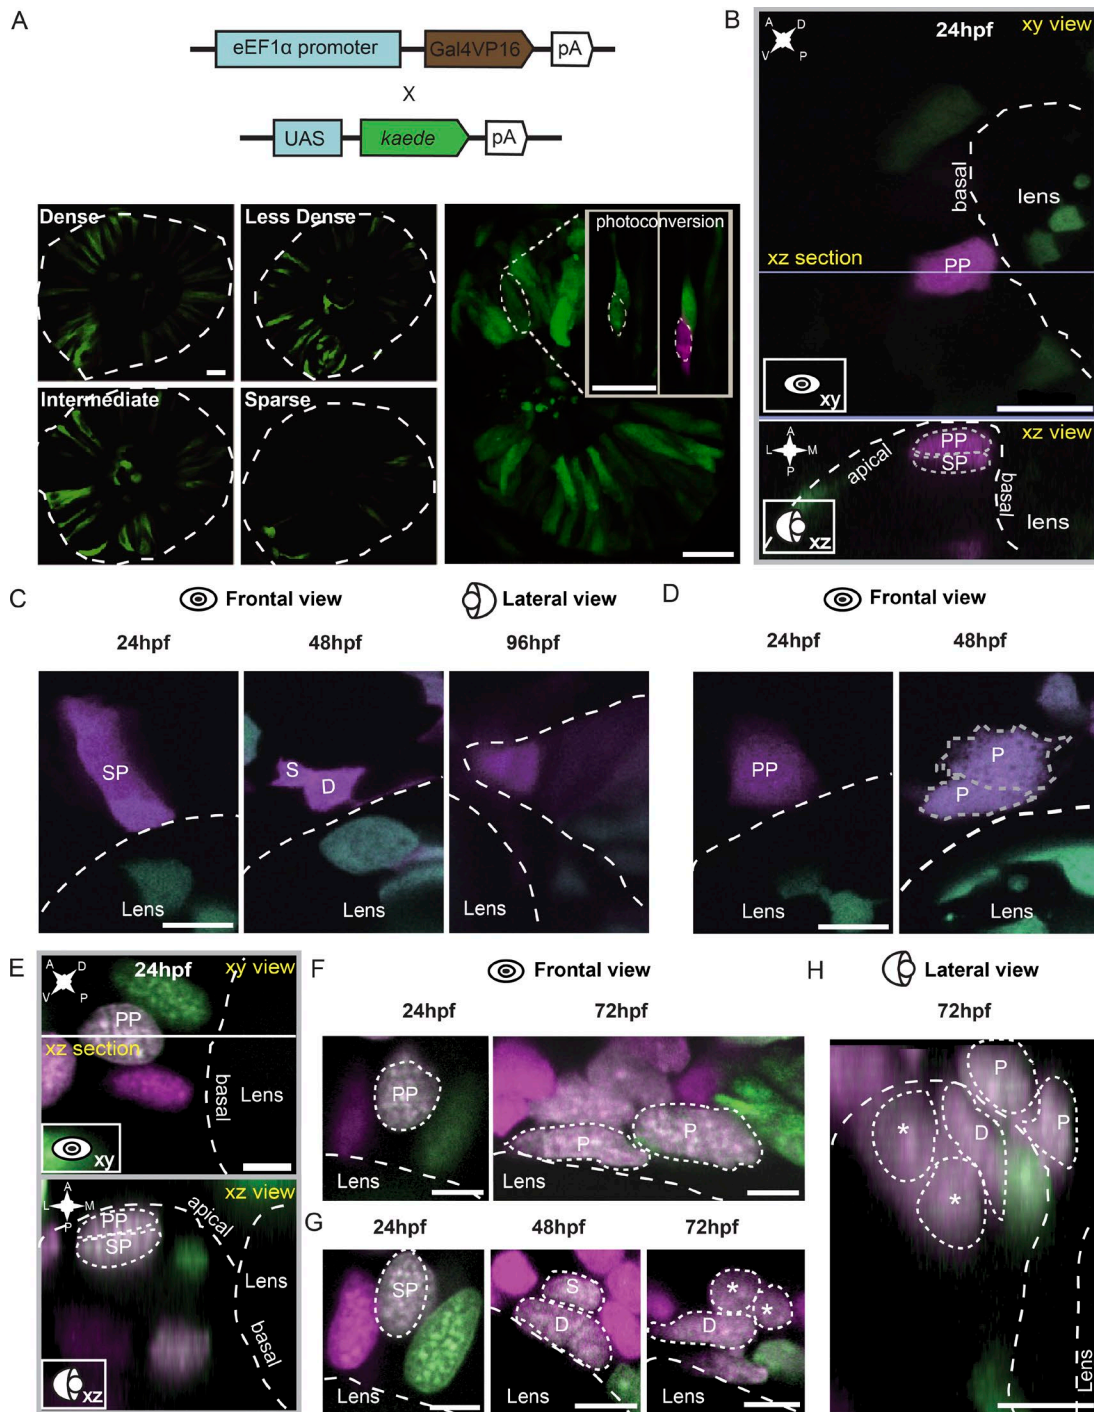 A
eEF1α promoter
Gal4VP16
pA
X
UAS
kaede
pA
Dense
Less Dense
Intermediate
Sparse
photoconversion
B
24hpf
xy view
A
D
V
P
basal
lens
xz section
PP
xy
xz view
A
L
M
P
PP
SP
apical
basal
lens
xz
C
Frontal view
Lateral view
24hpf
48hpf
96hpf
SP
S
D
Lens
Lens
Lens
D
Frontal view
24hpf
48hpf
PP
P
P
Lens
Lens
E
24hpf
xy view
A
D
V
P
PP
xz section
basal
Lens
xy
xz view
A
L
M
P
PP
SP
apical
Lens
basal
xz
F
Frontal view
24hpf
72hpf
PP
P
P
Lens
Lens
G
24hpf
48hpf
72hpf
SP
S
D
*
*
D
Lens
Lens
Lens
H
Lateral view
72hpf
P
*
D
P
*
Lens